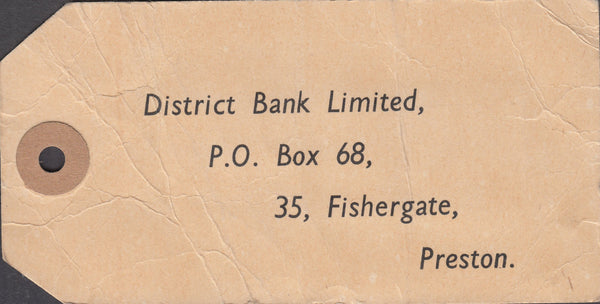 District Bank Limited,
P.O. Box 68,
35, Fishergate,
Preston.